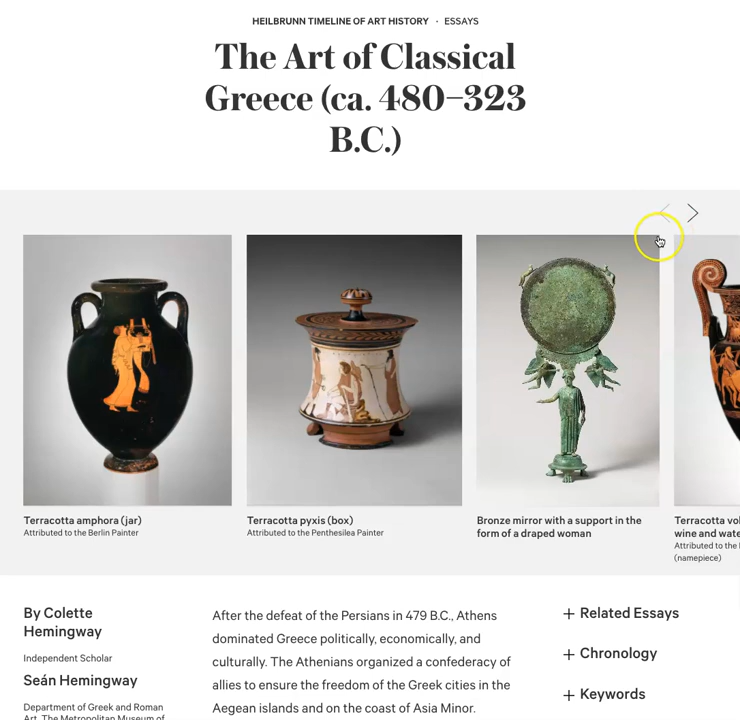 HEILBRUNN TIMELINE OF ART HISTORY · ESSAYS
The Art of Classical
Greece (ca. 480–323
B.C.)
Terracotta amphora (jar)
Attributed to the Berlin Painter
Terracotta pyxis (box)
Attributed to the Penthesilea Painter
Bronze mirror with a support in the
form of a draped woman
Terracotta
wine and
Attributed to the
(namepiece)
By Colette
Hemingway
Independent Scholar
Seán Hemingway
Department of Greek and Roman
Art, The Metropolitan Museum of
After the defeat of the Persians in 479 B.C., Athens
dominated Greece politically, economically, and
culturally. The Athenians organized a confederacy of
allies to ensure the freedom of the Greek cities in the
Aegean islands and on the coast of Asia Minor.
+ Related Essays
+ Chronology
+ Keywords